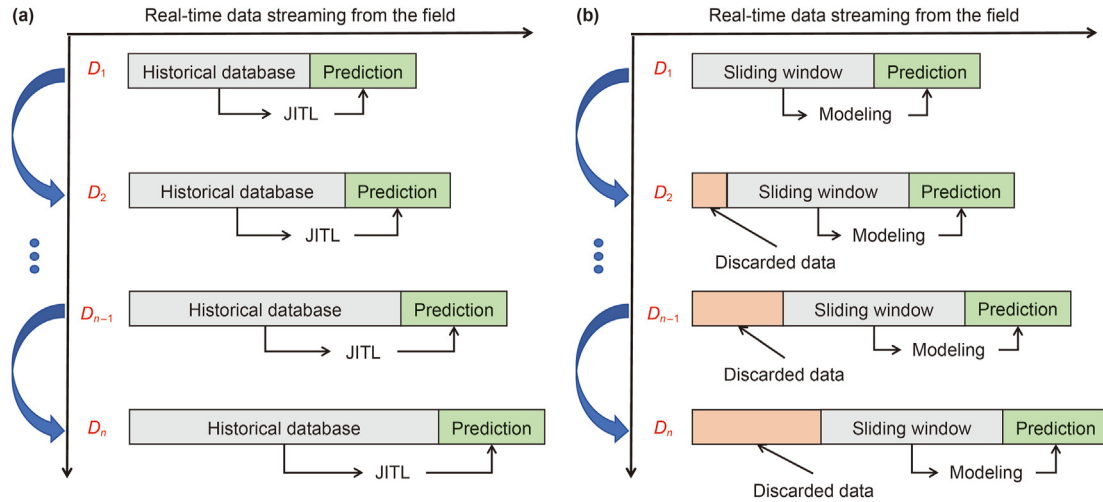 (a)
Real-time data streaming from the field
D₁
Historical database
Prediction
JITL
D₂
Historical database
Prediction
JITL
Dₙ₋₁
Historical database
Prediction
JITL
Dₙ
Historical database
Prediction
JITL
(b)
Real-time data streaming from the field
D₁
Sliding window
Prediction
Modeling
D₂
Sliding window
Prediction
Modeling
Discarded data
Dₙ₋₁
Sliding window
Prediction
Modeling
Discarded data
Dₙ
Sliding window
Prediction
Modeling
Discarded data